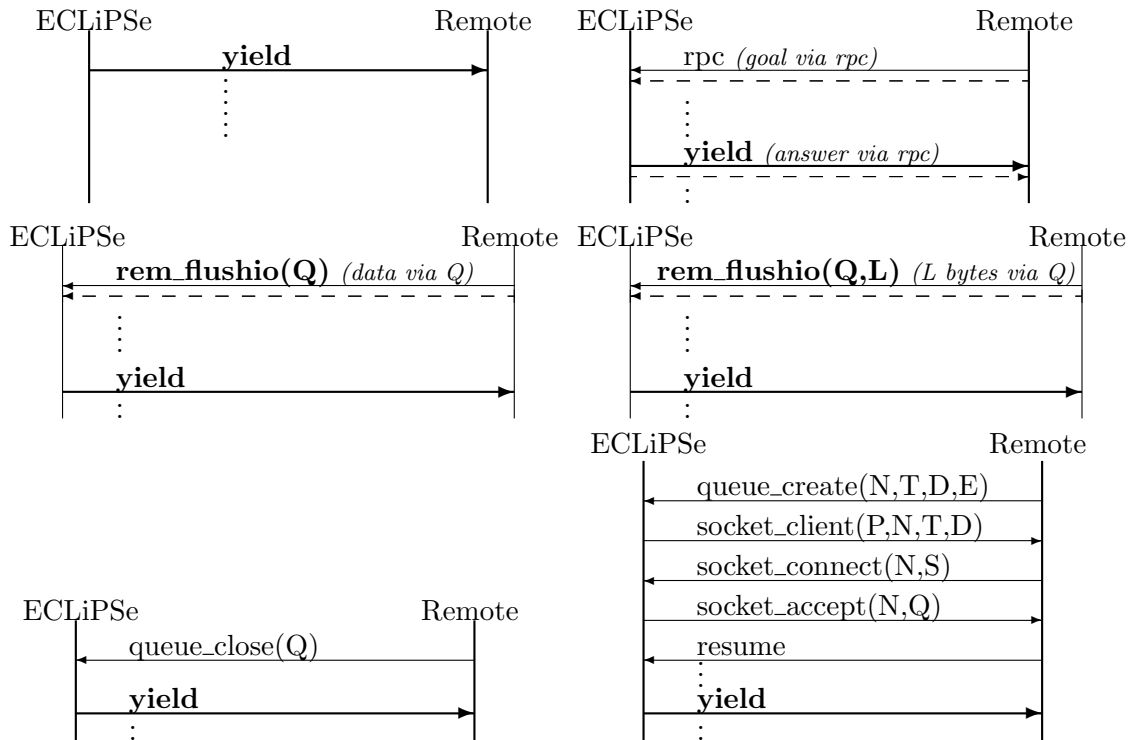 ECLiPSe Remote
yield
ECLiPSe Remote
rpc (goal via rpc)
yield (answer via rpc)
ECLiPSe Remote
rem_flushio(Q) (data via Q)
yield
ECLiPSe Remote
rem_flushio(Q,L) (L bytes via Q)
yield
ECLiPSe Remote
queue_close(Q)
yield
ECLiPSe Remote
queue_create(N,T,D,E)
socket_client(P,N,T,D)
socket_connect(N,S)
socket_accept(N,Q)
resume
yield